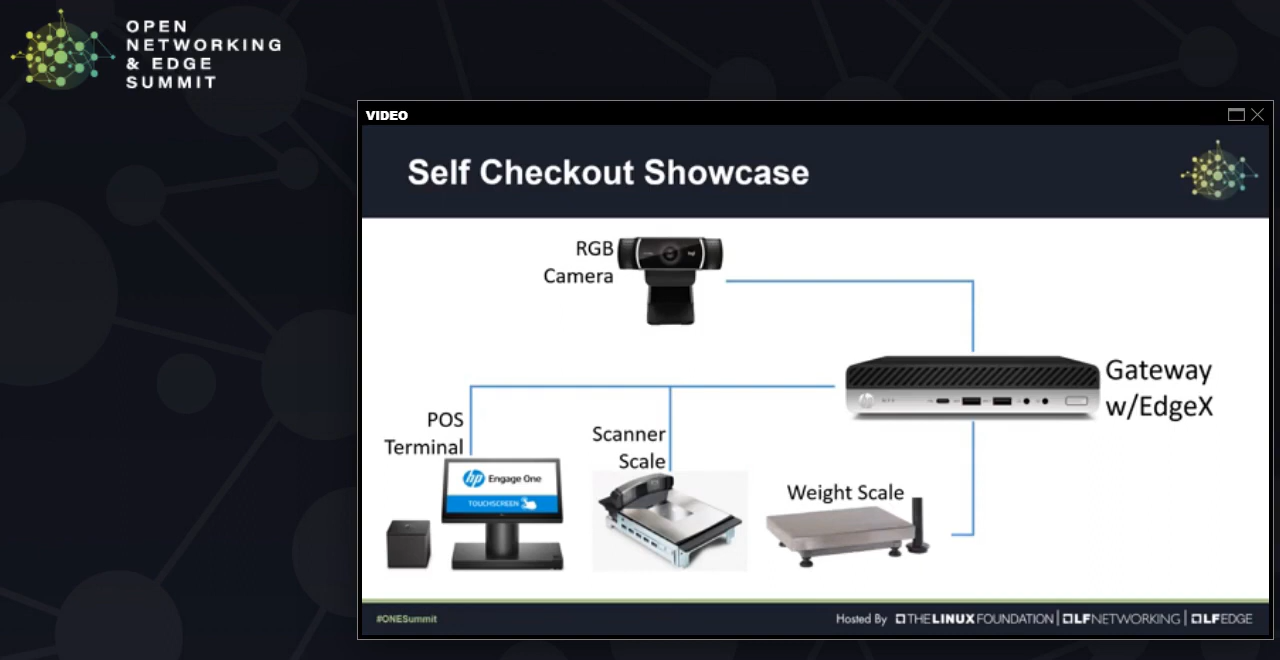 OPEN
NETWORKING
& EDGE
SUMMIT
VIDEO
Self Checkout Showcase
RGB
Camera
Gateway
w/EdgeX
POS
Terminal
Scanner
Scale
Weight Scale
hp Engage One
TOUCHSCREEN
#ONESummit
Hosted By THE LINUX FOUNDATION | LFNETWORKING | LFEDGE